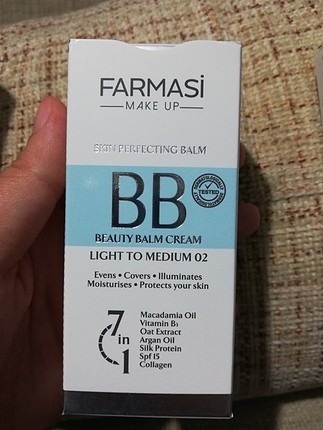 FARMASi
MAKE UP
SKIN PERFECTING BALM
BB
TESTED
BEAUTY BALM CREAM
LIGHT TO MEDIUM 02
Evens • Covers • Illuminates
Moisturises • Protects your skin
7 in 1
Macadamia Oil
Vitamin B3
Oat Extract
Argan Oil
Silk Protein
Spf 15
Collagen